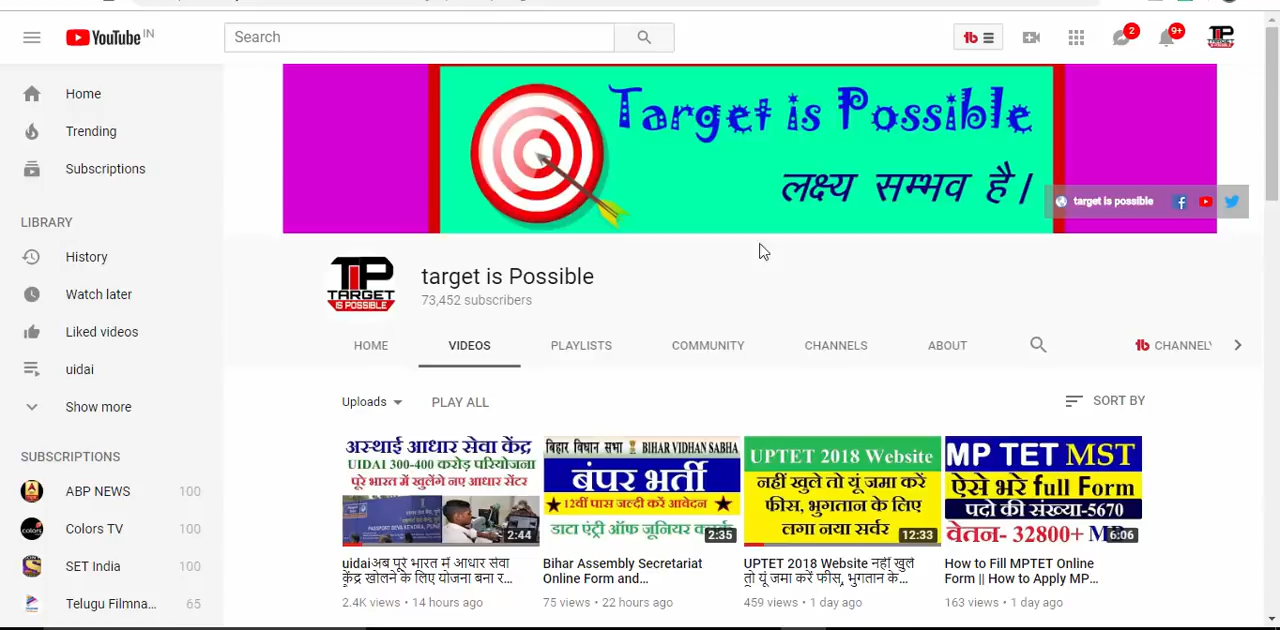 YouTube IN
Search
2
9+
TIP
Home
Trending
Subscriptions
LIBRARY
History
Watch later
Liked videos
uidai
Show more
SUBSCRIPTIONS
ABP NEWS 100
Colors TV 100
SET India 100
Telugu Filmna... 65
Target is Possible
लक्ष्य सम्भव है।
target is possible
TIP
TARGET
IS POSSIBLE
target is Possible
73,452 subscribers
HOME
VIDEOS
PLAYLISTS
COMMUNITY
CHANNELS
ABOUT
CHANNEL
Uploads
PLAY ALL
SORT BY
अस्थाई आधार सेवा केंद्र
UIDAI 300-400 करोड़ परियोजना
पूरे भारत में खुलेंगे नए आधार सेंटर
2:44
uidaiअब पूरे भारत में आधार सेवा
केंद्र खोलने के लिए योजना बना र...
2.4K views • 14 hours ago
बिहार विधान सभा BIHAR VIDHAN SABHA
बंपर भर्ती
12वीं पास जल्दी करें आवेदन
डाटा एंट्री ऑफ जूनियर
2:35
Bihar Assembly Secretariat
Online Form and...
75 views • 22 hours ago
UPTET 2018 Website
नहीं खुले तो यूं जमा करें
फीस, भुगतान के लिए
लगा नया सर्वर
12:33
UPTET 2018 Website नहीं खुले
तो यूं जमा करें फीस, भुगतान के...
459 views • 1 day ago
MP TET MST
ऐसे भरे full Form
पदो की संख्या-5670
वेतन- 32800+
6:06
How to Fill MPTET Online
Form || How to Apply MP...
163 views • 1 day ago